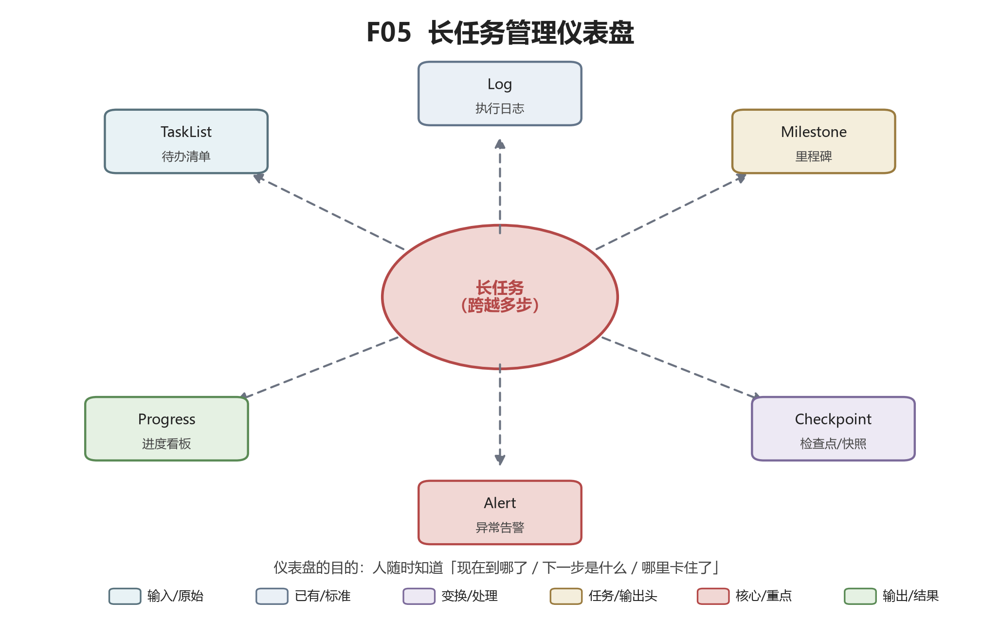 F05 长任务管理仪表盘
Log
执行日志
TaskList
待办清单
Milestone
里程碑
长任务
（跨越多步）
Progress
进度看板
Checkpoint
检查点/快照
Alert
异常告警
仪表盘的目的：人随时知道「现在到哪了 / 下一步是什么 / 哪里卡住了」
输入/原始
已有/标准
变换/处理
任务/输出头
核心/重点
输出/结果